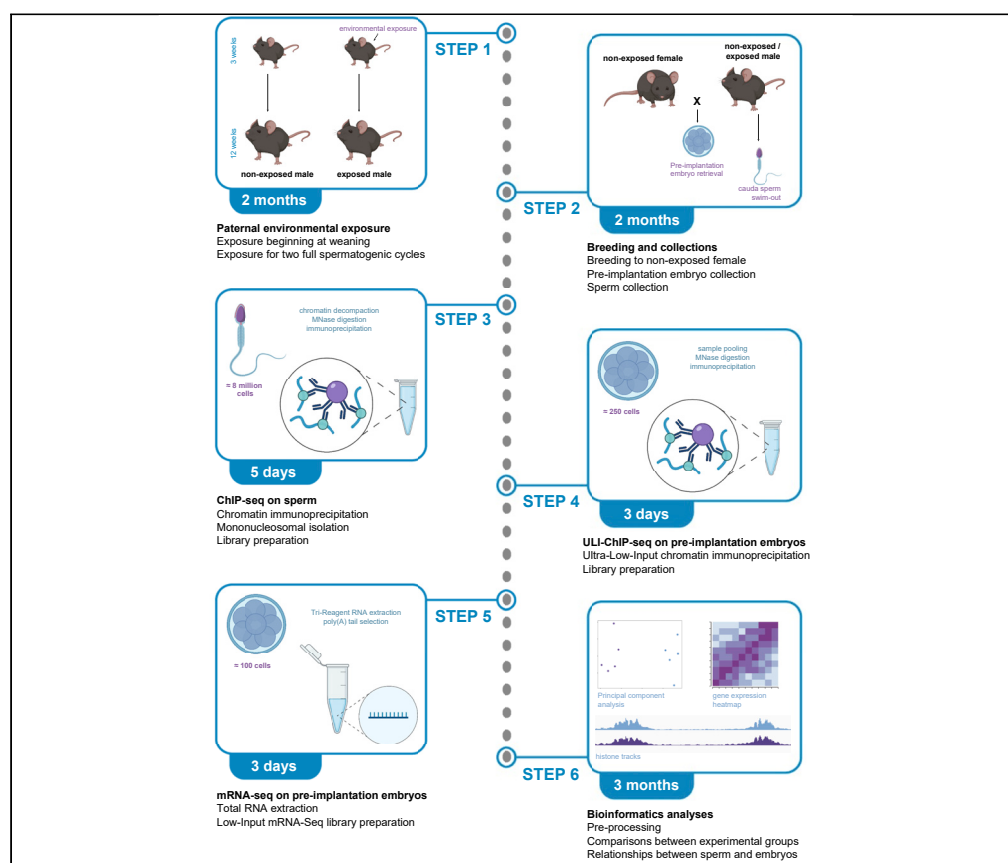 STEP 1
3 weeks
environmental exposure
12 weeks
non-exposed male
exposed male
2 months
Paternal environmental exposure
Exposure beginning at weaning
Exposure for two full spermatogenic cycles
STEP 2
non-exposed female
non-exposed /
exposed male
X
Pre-implantation
embryo retrieval
cauda sperm
swim-out
2 months
Breeding and collections
Breeding to non-exposed female
Pre-implantation embryo collection
Sperm collection
STEP 3
chromatin decompaction
MNase digestion
immunoprecipitation
≈ 8 million
cells
5 days
ChIP-seq on sperm
Chromatin immunoprecipitation
Mononucleosomal isolation
Library preparation
STEP 4
sample pooling
MNase digestion
immunoprecipitation
≈ 250 cells
3 days
ULI-ChIP-seq on pre-implantation embryos
Ultra-Low-Input chromatin immunoprecipitation
Library preparation
STEP 5
Tri-Reagent RNA extraction
poly(A) tail selection
≈ 100 cells
3 days
mRNA-seq on pre-implantation embryos
Total RNA extraction
Low-Input mRNA-Seq library preparation
STEP 6
Principal component
analysis
gene expression
heatmap
histone tracks
3 months
Bioinformatics analyses
Pre-processing
Comparisons between experimental groups
Relationships between sperm and embryos